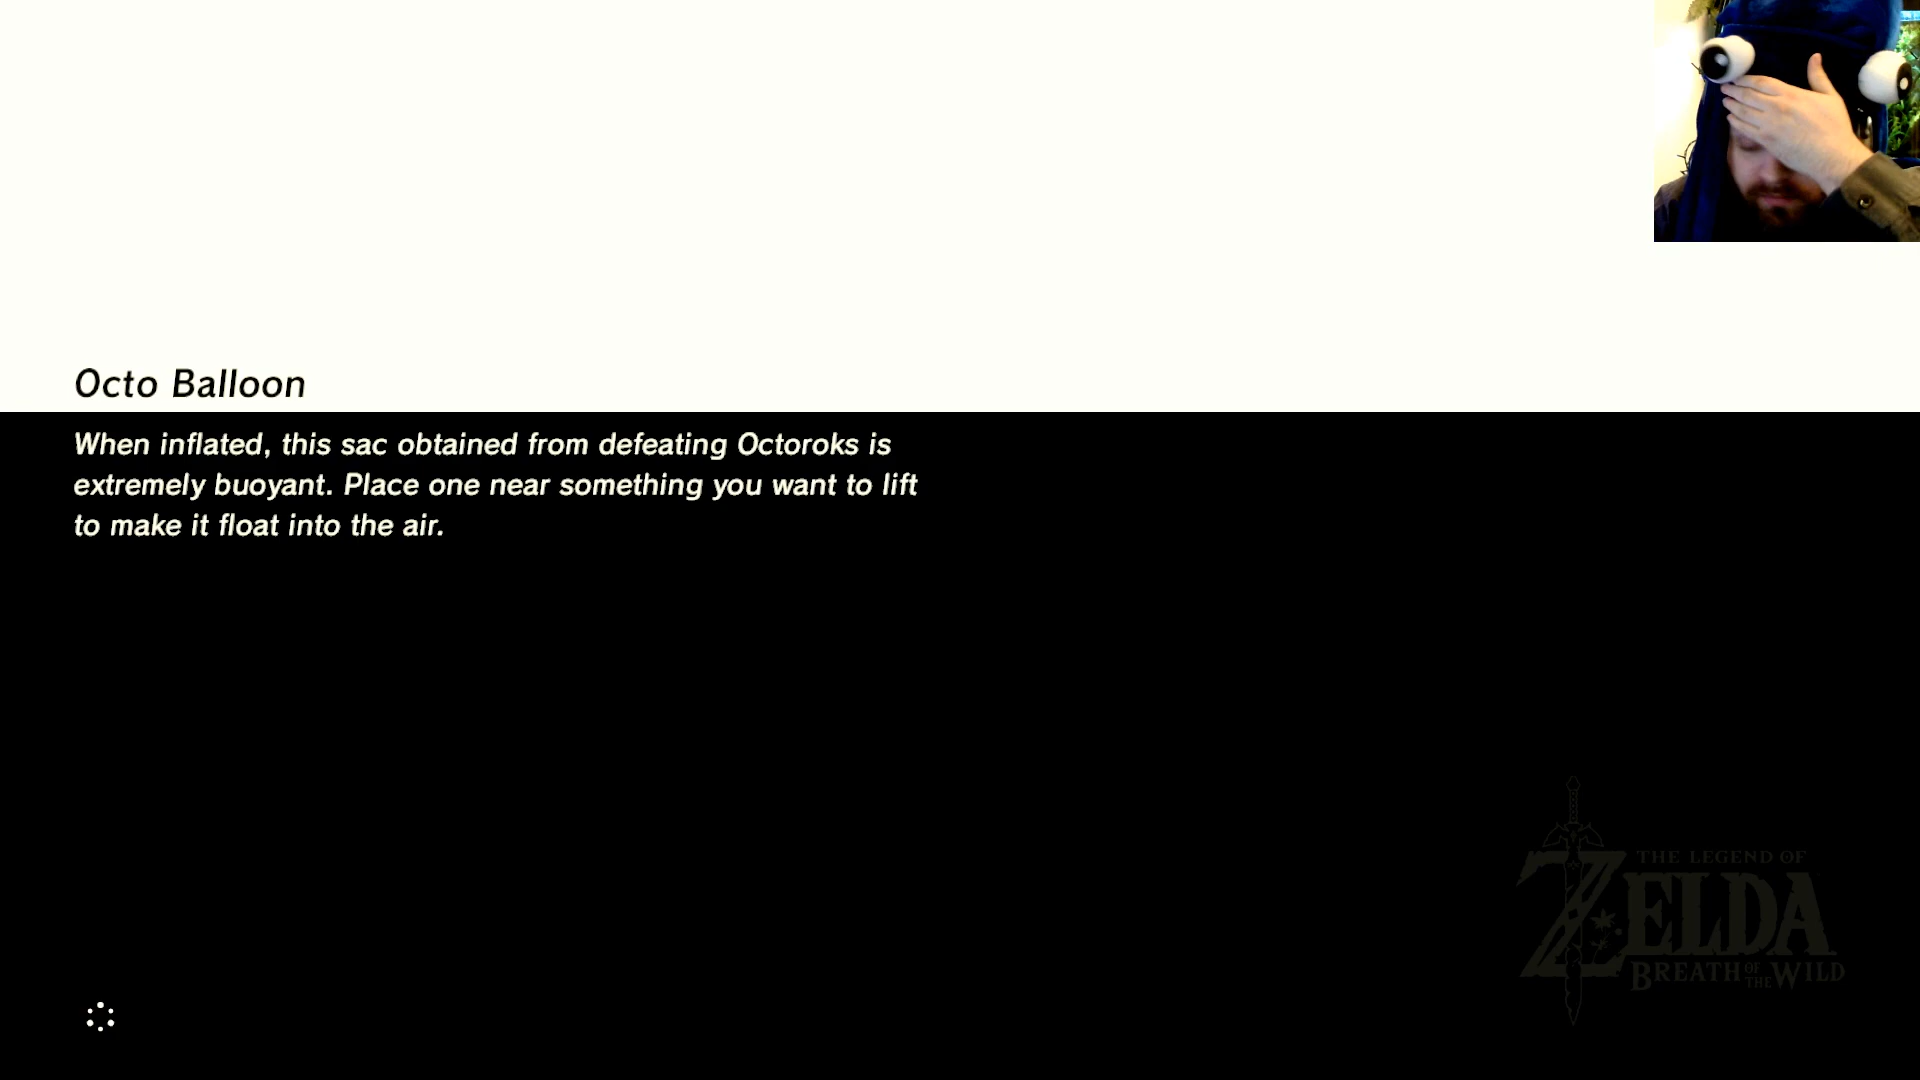 Octo Balloon
When inflated, this sac obtained from defeating Octoroks is
extremely buoyant. Place one near something you want to lift
to make it float into the air.
THE LEGEND OF
ZELDA
BREATH OF THE WILD